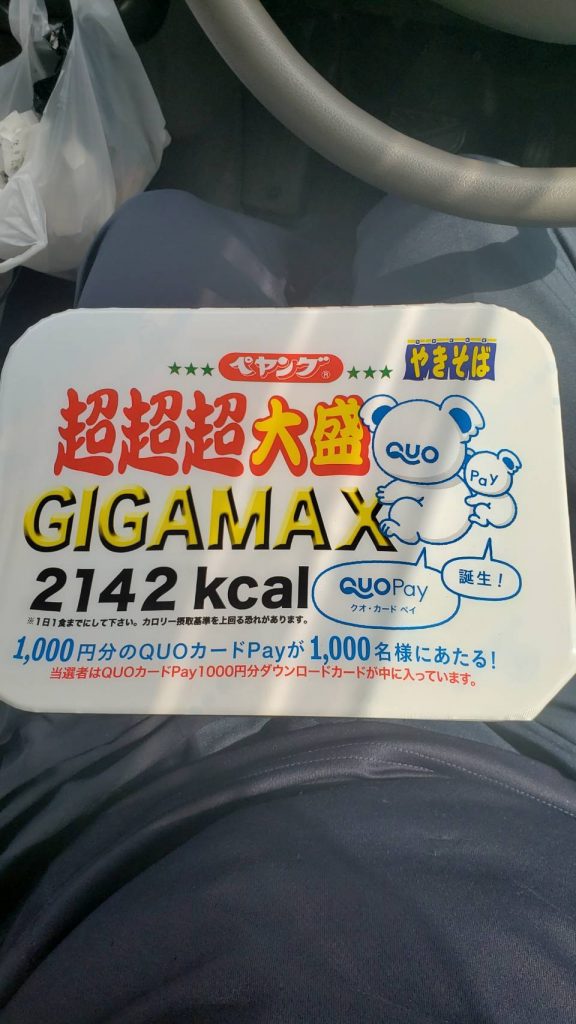 ★★★ペヤング®★★★
やきそば
超超超大盛
GIGAMAX
2142 kcal
※1日1食までにして下さい。カロリー摂取基準を上回る恐れがあります。
QUO
Pay
QUOPay
クオ・カード ペイ
誕生！
1,000円分のQUOカードPayが1,000名様にあたる！
当選者はQUOカードPay1000円分ダウンロードカードが中に入っています。